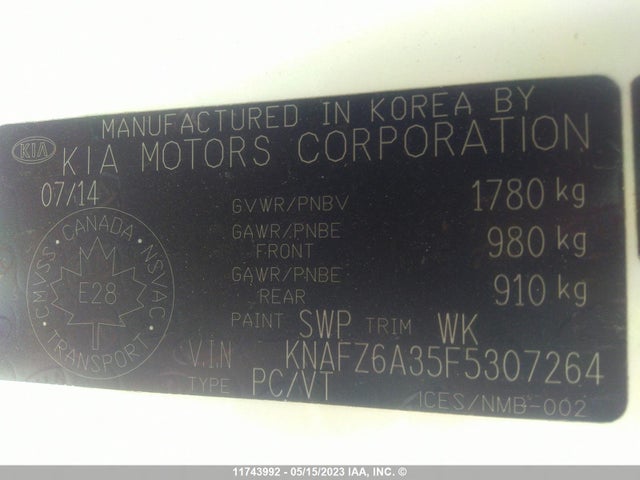 MANUFACTURED IN KOREA BY
KIA
KIA MOTORS CORPORATION
07/14
GVWR/PNBV 1780 kg
GAWR/PNBE FRONT 980 kg
GAWR/PNBE REAR 910 kg
CANADA
CMVSS NSVAC
E28
TRANSPORT
PAINT SWP TRIM WK
V.I.N KNAFZ6A35F5307264
TYPE PC/VT
ICES/NMB-002
11743992 - 05/15/2023 IAA, INC. ©